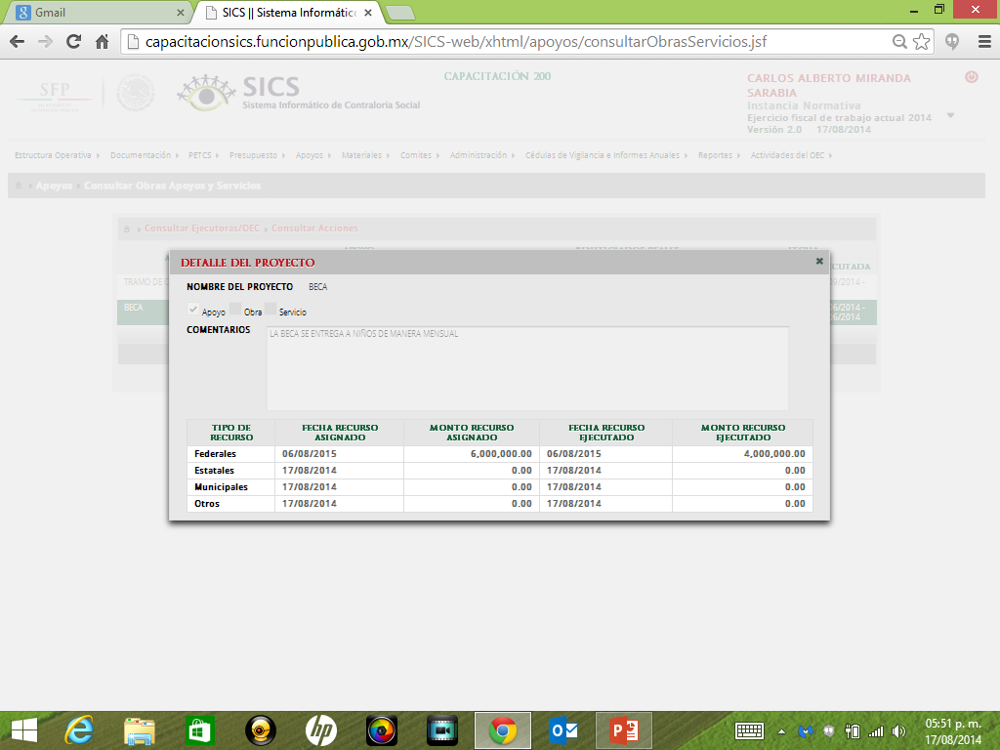 Gmail
SICS || Sistema Informátic
capacitacionsics.funcionpublica.gob.mx/SICS-web/xhtml/apoyos/consultarObrasServicios.jsf
SFP
SICS
Sistema Informático de Contraloría Social
CAPACITACIÓN 200
CARLOS ALBERTO MIRANDA
SARABIA
Instancia Normativa
Ejercicio fiscal de trabajo actual 2014
Versión 2.0 17/08/2014
Estructura Operativa Documentación PETCS Presupuesto Apoyos Materiales Comites Administración Cédulas de Vigilancia e Informes Anuales Reportes Actividades del OEC
Apoyos Consultar Obras Apoyos y Servicios
Consultar Ejecutoras/OEC Consultar Acciones
DETALLE DEL PROYECTO
NOMBRE DEL PROYECTO BECA
Apoyo Obra Servicio
COMENTARIOS
LA BECA SE ENTREGA A NIÑOS DE MANERA MENSUAL
TIPO DE RECURSO FECHA RECURSO ASIGNADO MONTO RECURSO ASIGNADO FECHA RECURSO EJECUTADO MONTO RECURSO EJECUTADO
Federales 06/08/2015 6,000,000.00 06/08/2015 4,000,000.00
Estatales 17/08/2014 0.00 17/08/2014 0.00
Municipales 17/08/2014 0.00 17/08/2014 0.00
Otros 17/08/2014 0.00 17/08/2014 0.00
TRAMO DE
BECA
05:51 p. m.
17/08/2014